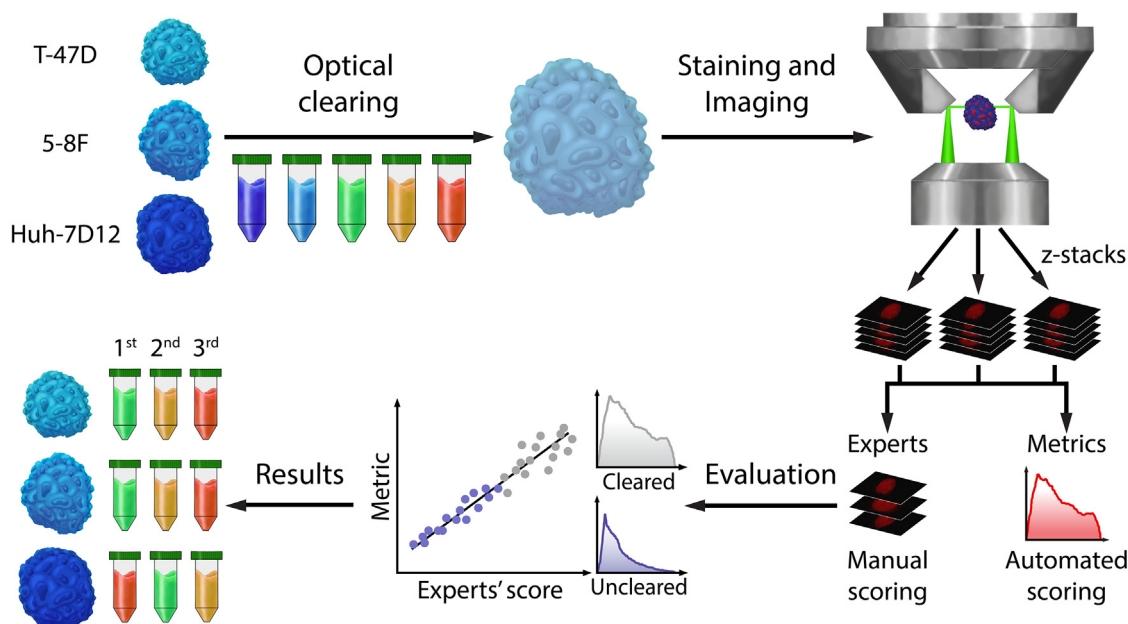 T-47D
5-8F
Huh-7D12
Optical
clearing
Staining and
Imaging
z-stacks
Experts
Metrics
Manual
scoring
Automated
scoring
Evaluation
Cleared
Uncleared
Metric
Experts' score
Results
1st
2nd
3rd